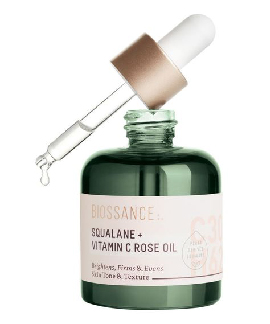 BIOSSANCE
SQUALANE +
VITAMIN C ROSE OIL
Brightens, Firms & Evens
Skin Tone & Texture